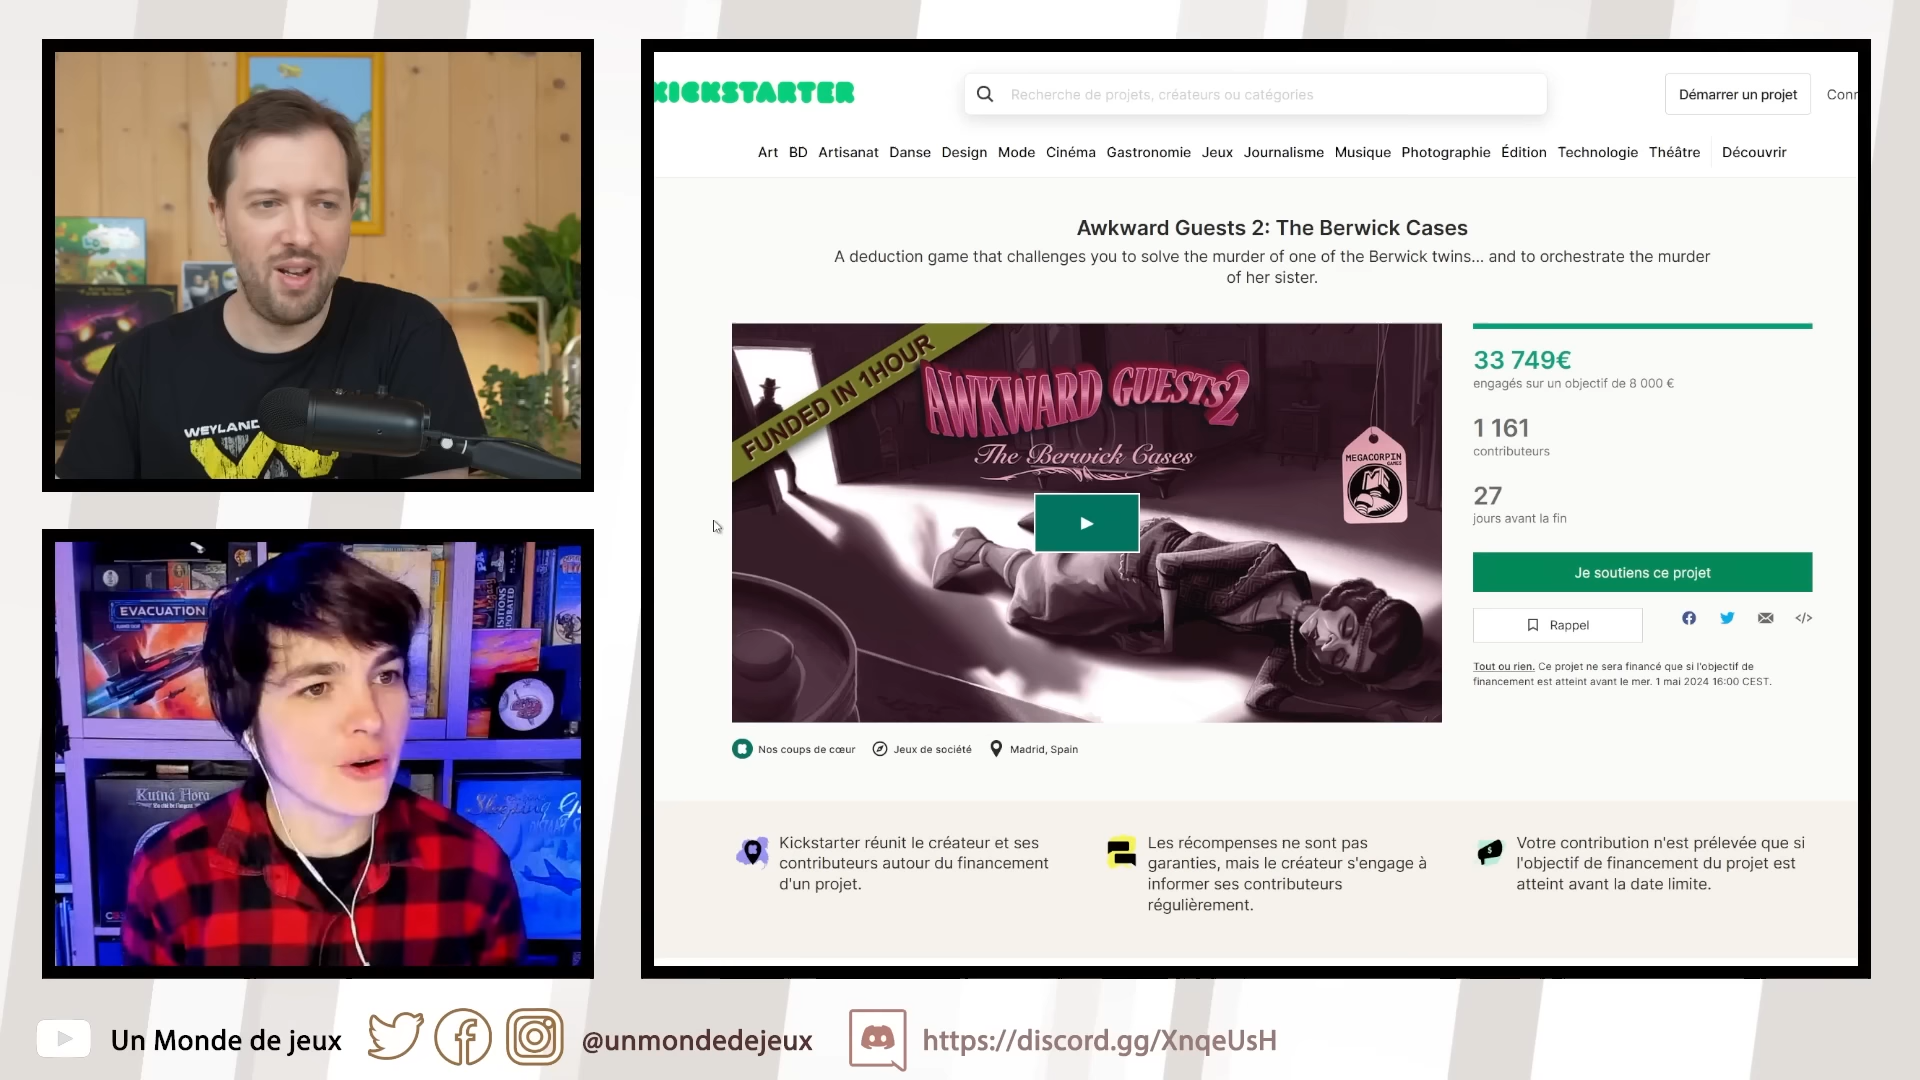 WEYLAND
EVACUATION
Kutná Hora
KICKSTARTER
Recherche de projets, créateurs ou catégories
Démarrer un projet
Conn
Art BD Artisanat Danse Design Mode Cinéma Gastronomie Jeux Journalisme Musique Photographie Édition Technologie Théâtre Découvrir
Awkward Guests 2: The Berwick Cases
A deduction game that challenges you to solve the murder of one of the Berwick twins... and to orchestrate the murder
of her sister.
FUNDED IN 1HOUR
AWKWARD GUESTS2
The Berwick Cases
MEGACORPIN
GAMES
33 749€
engagés sur un objectif de 8 000 €
1 161
contributeurs
27
jours avant la fin
Je soutiens ce projet
Rappel
Tout ou rien. Ce projet ne sera financé que si l'objectif de
financement est atteint avant le mer. 1 mai 2024 16:00 CEST.
Nos coups de cœur
Jeux de société
Madrid, Spain
Kickstarter réunit le créateur et ses
contributeurs autour du financement
d'un projet.
Les récompenses ne sont pas
garanties, mais le créateur s'engage à
informer ses contributeurs
régulièrement.
Votre contribution n'est prélevée que si
l'objectif de financement du projet est
atteint avant la date limite.
Un Monde de jeux
@unmondedejeux
https://discord.gg/XnqeUsH